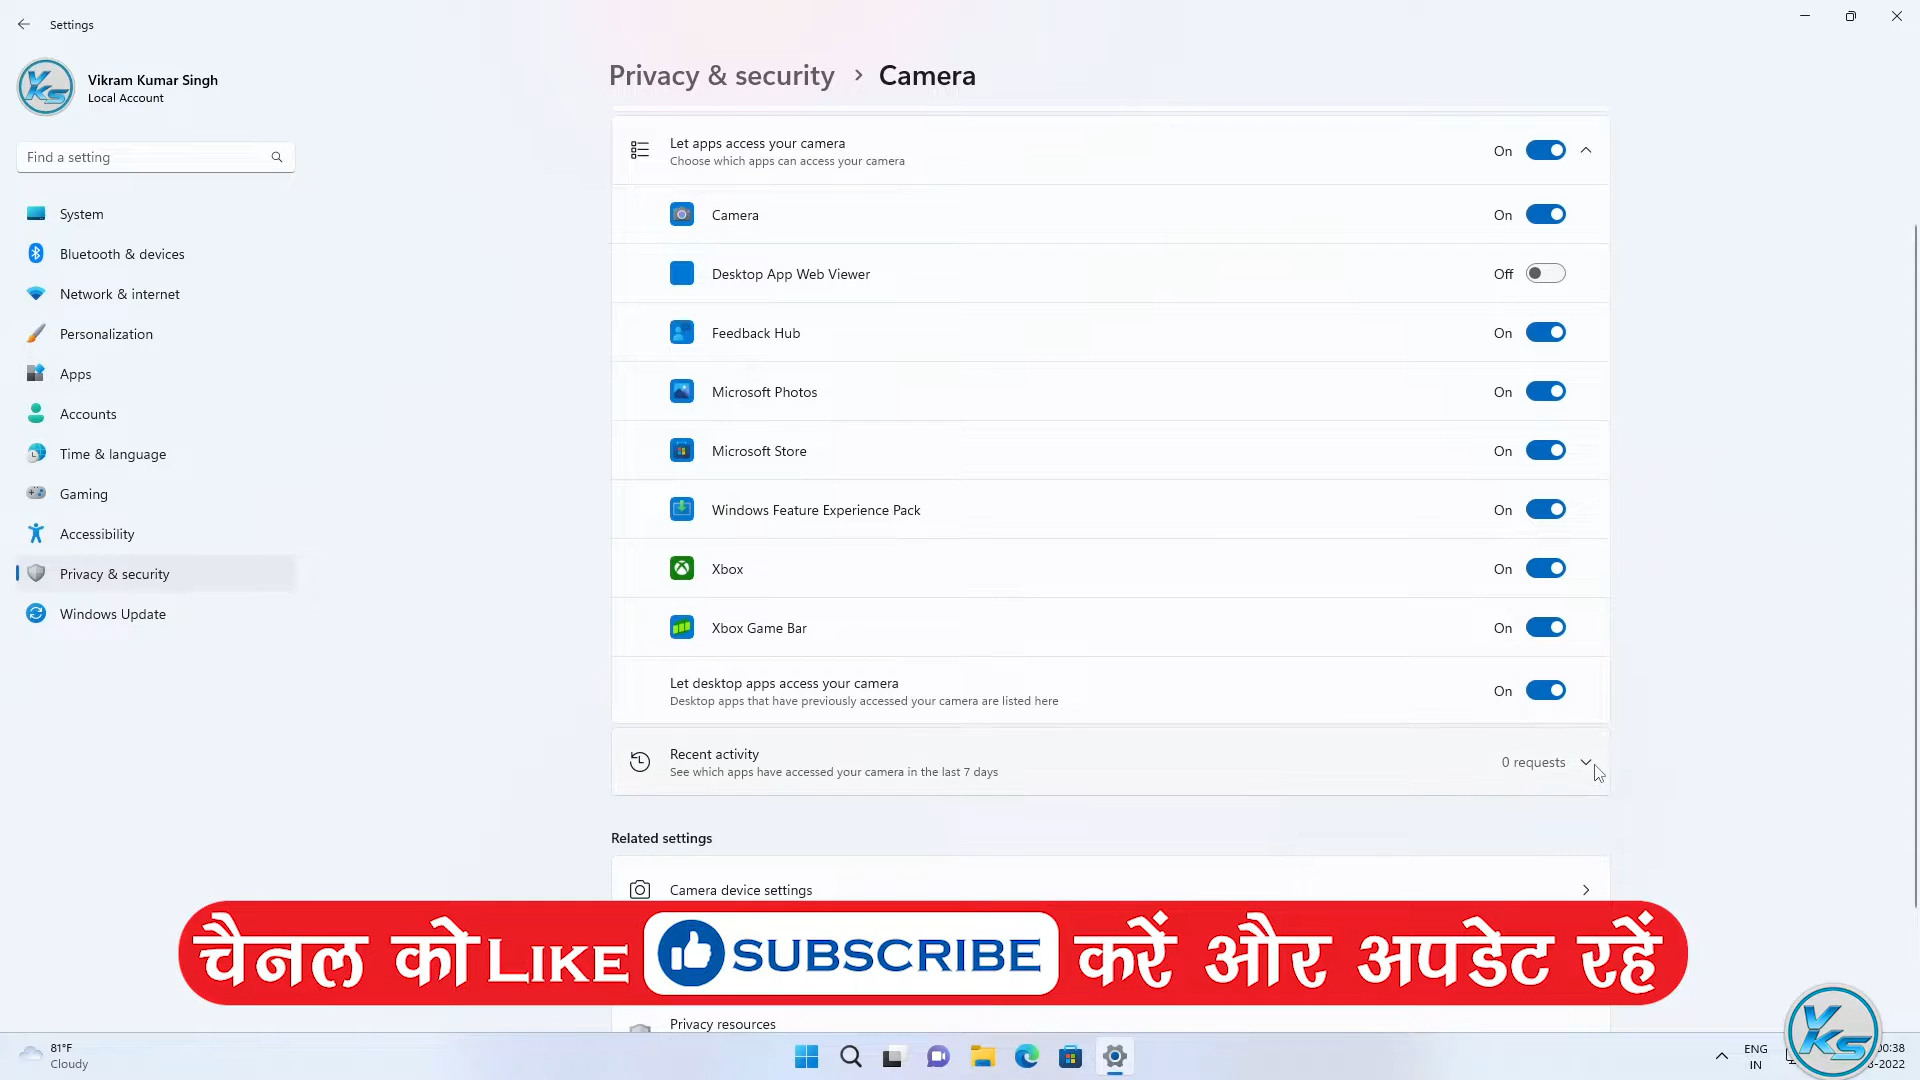 Settings
Vikram Kumar Singh
Local Account
Find a setting
System
Bluetooth & devices
Network & internet
Personalization
Apps
Accounts
Time & language
Gaming
Accessibility
Privacy & security
Windows Update
Privacy & security > Camera
Let apps access your camera
Choose which apps can access your camera
On
Camera
On
Desktop App Web Viewer
Off
Feedback Hub
On
Microsoft Photos
On
Microsoft Store
On
Windows Feature Experience Pack
On
Xbox
On
Xbox Game Bar
On
Let desktop apps access your camera
Desktop apps that have previously accessed your camera are listed here
On
Recent activity
See which apps have accessed your camera in the last 7 days
0 requests
Related settings
Camera device settings
चैनल को LIKE SUBSCRIBE करें और अपडेट रहें
Privacy resources
81°F
Cloudy
ENG
IN
00:38
-2022
YKS